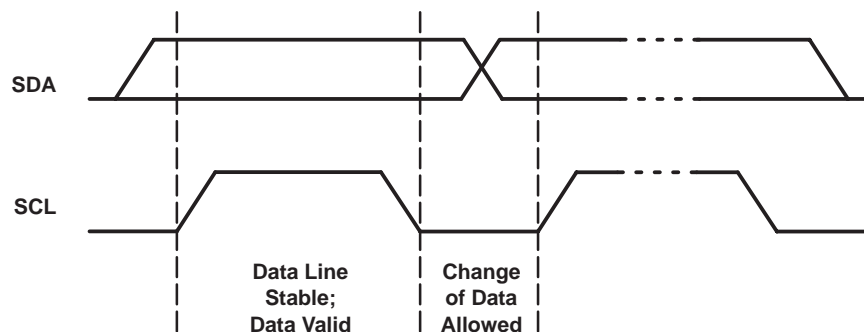 SDA
SCL
Data Line
Stable;
Data Valid
Change
of Data
Allowed